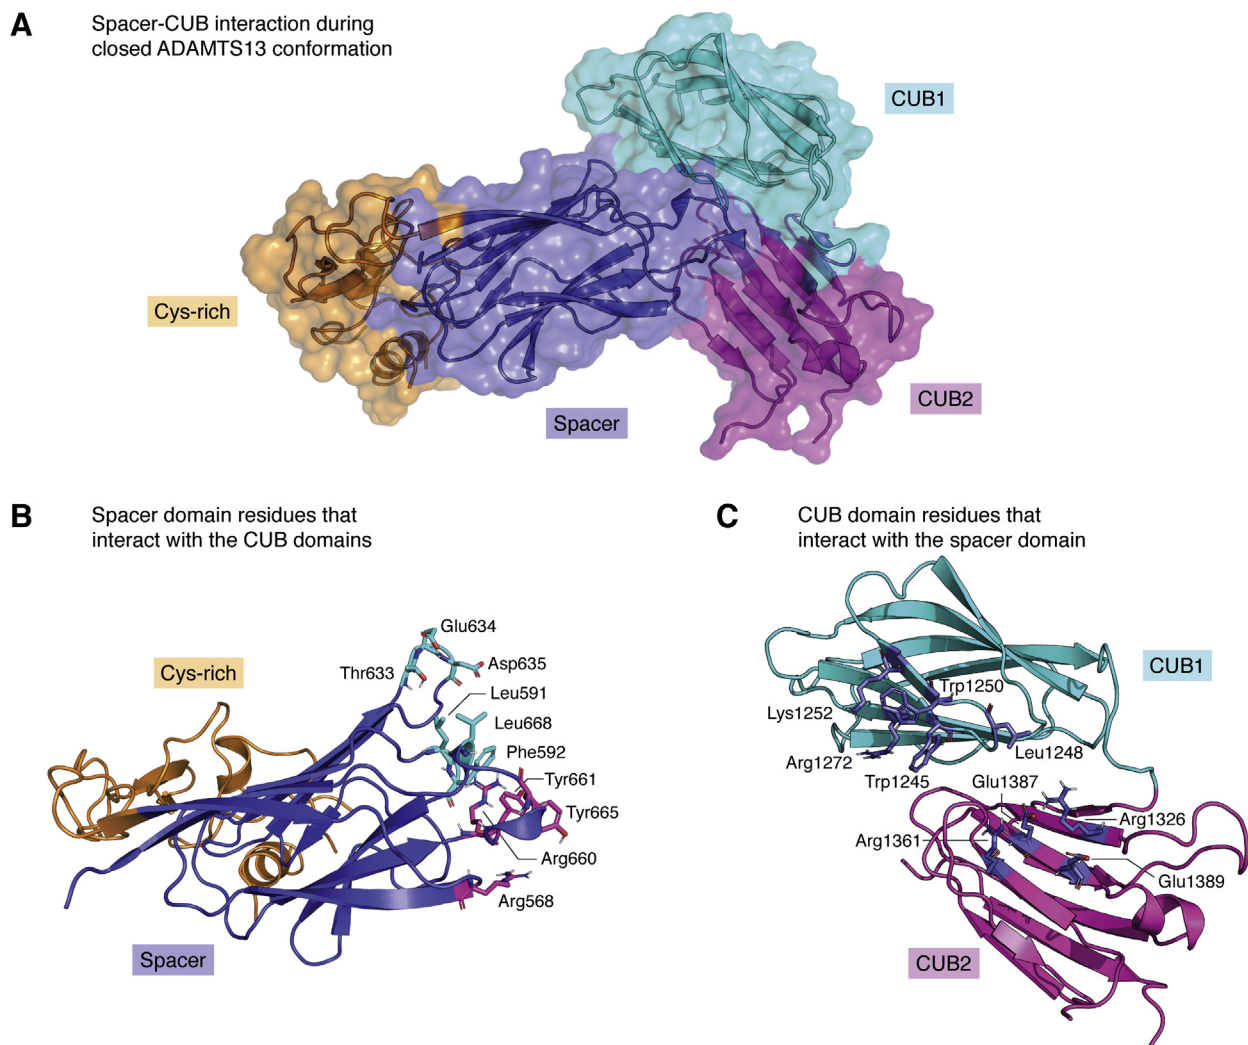 A
Spacer-CUB interaction during
closed ADAMTS13 conformation
CUB1
Cys-rich
CUB2
Spacer
B
Spacer domain residues that
interact with the CUB domains
Glu634
Thr633
Asp635
Cys-rich
Leu591
Leu668
Phe592
Tyr661
Tyr665
Arg660
Arg568
Spacer
C
CUB domain residues that
interact with the spacer domain
CUB1
Trp1250
Lys1252
Leu1248
Arg1272
Trp1245
Glu1387
Arg1326
Arg1361
Glu1389
CUB2